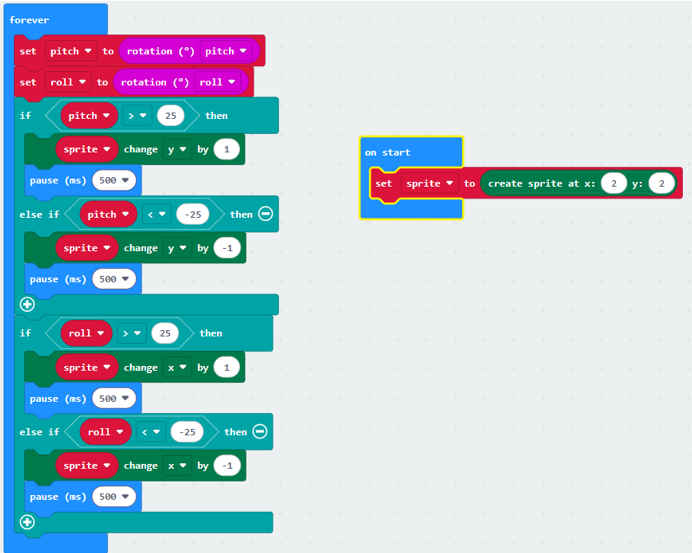 forever
set pitch to rotation (°) pitch
set roll to rotation (°) roll
if pitch > 25 then
sprite change y by 1
pause (ms) 500
else if pitch < -25 then
sprite change y by -1
pause (ms) 500
if roll > 25 then
sprite change x by 1
pause (ms) 500
else if roll < -25 then
sprite change x by -1
pause (ms) 500
on start
set sprite to create sprite at x: 2 y: 2